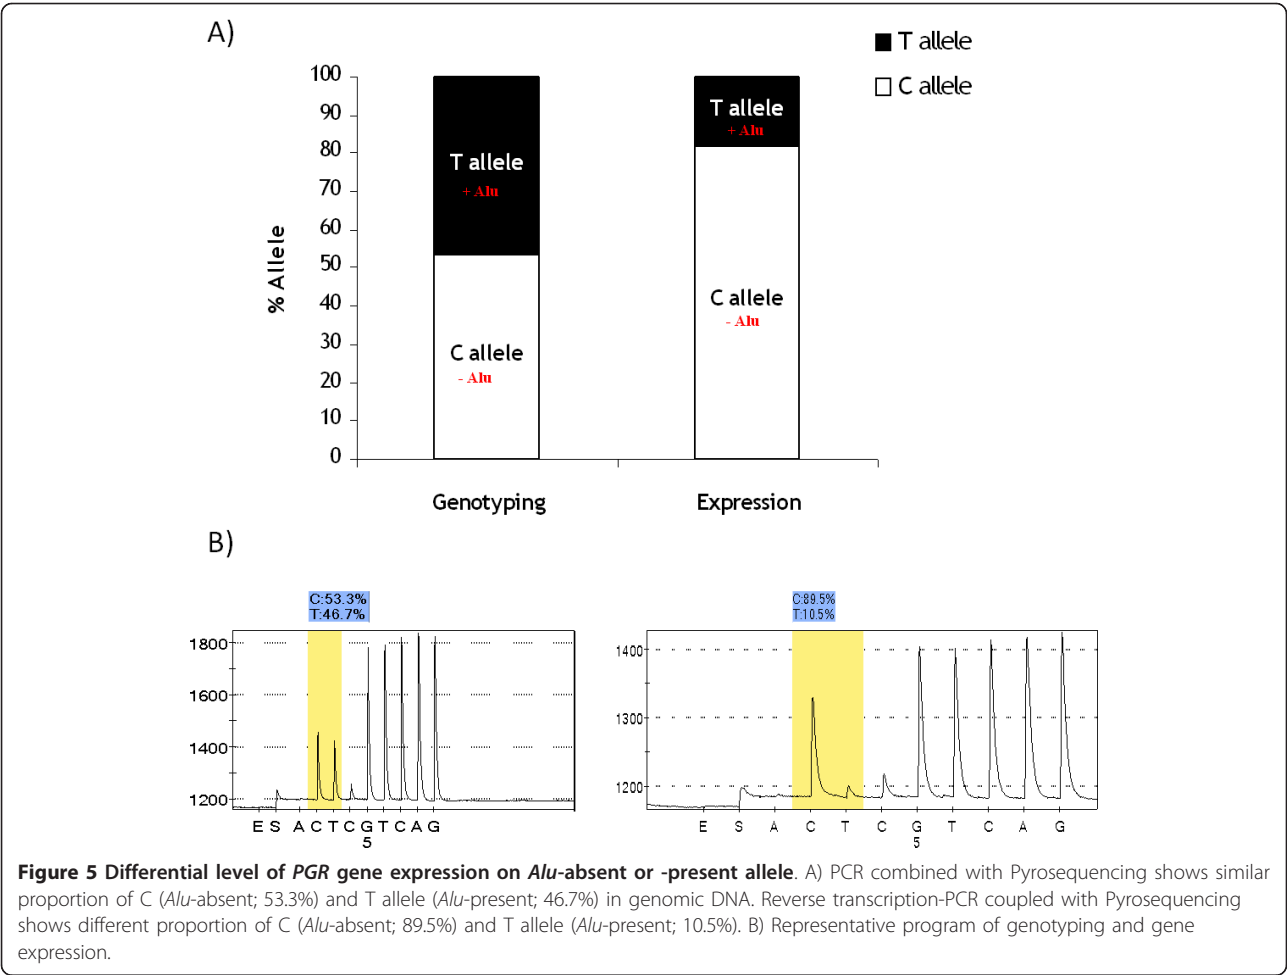 A)
T allele
C allele
100
90
80
70
60
50
40
30
20
10
0
% Allele
T allele
+ Alu
C allele
- Alu
T allele
+ Alu
C allele
- Alu
Genotyping
Expression
B)
C:53.3%
T:46.7%
1800
1600
1400
1200
E S A C T C G T C A G
5
C:89.5%
T:10.5%
1400
1300
1200
E S A C T C G T C A G
5
Figure 5 Differential level of PGR gene expression on Alu-absent or -present allele. A) PCR combined with Pyrosequencing shows similar
proportion of C (Alu-absent; 53.3%) and T allele (Alu-present; 46.7%) in genomic DNA. Reverse transcription-PCR coupled with Pyrosequencing
shows different proportion of C (Alu-absent; 89.5%) and T allele (Alu-present; 10.5%). B) Representative program of genotyping and gene
expression.